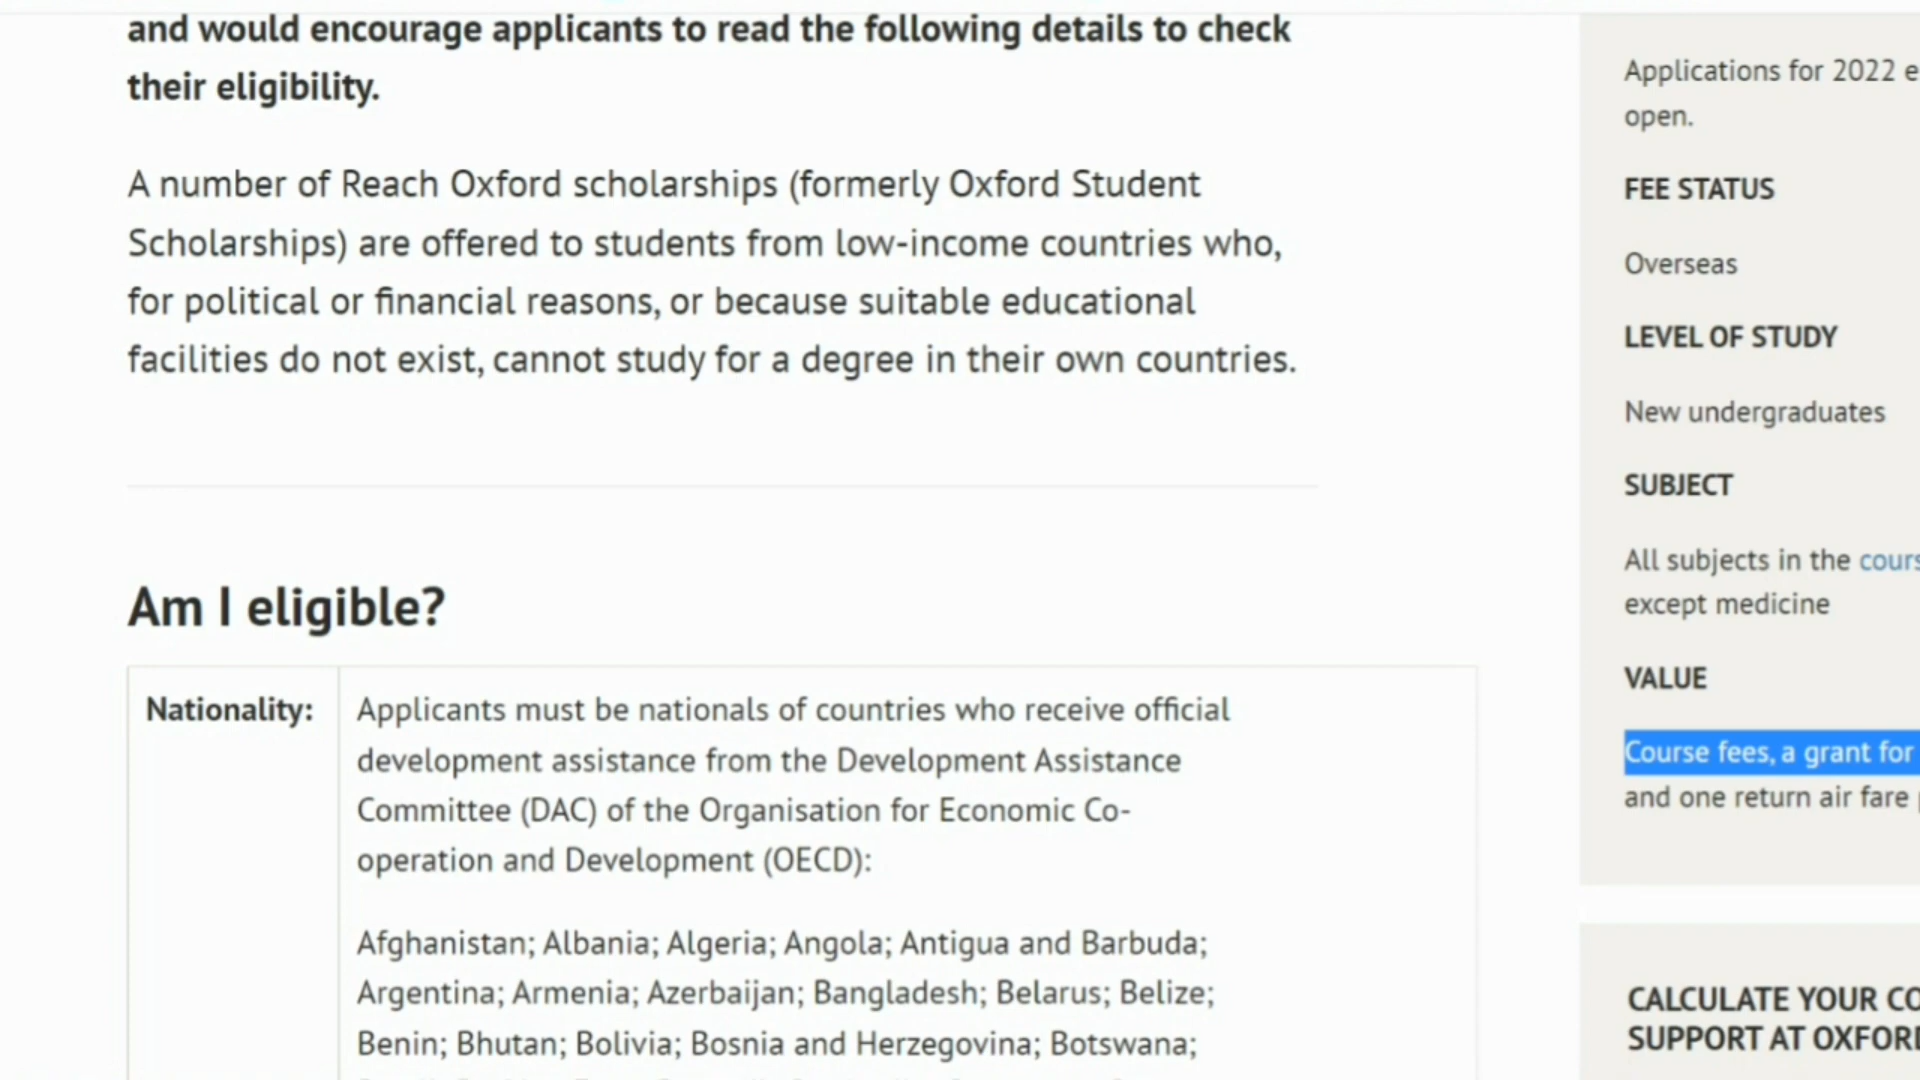 and would encourage applicants to read the following details to check
their eligibility.
A number of Reach Oxford scholarships (formerly Oxford Student
Scholarships) are offered to students from low-income countries who,
for political or financial reasons, or because suitable educational
facilities do not exist, cannot study for a degree in their own countries.
Am I eligible?
Nationality:
Applicants must be nationals of countries who receive official
development assistance from the Development Assistance
Committee (DAC) of the Organisation for Economic Co-
operation and Development (OECD):
Afghanistan; Albania; Algeria; Angola; Antigua and Barbuda;
Argentina; Armenia; Azerbaijan; Bangladesh; Belarus; Belize;
Benin; Bhutan; Bolivia; Bosnia and Herzegovina; Botswana;
Applications for 2022
open.
FEE STATUS
Overseas
LEVEL OF STUDY
New undergraduates
SUBJECT
All subjects in the
except medicine
VALUE
Course fees, a grant for
and one return air fare
CALCULATE YOUR
SUPPORT AT OXFORD